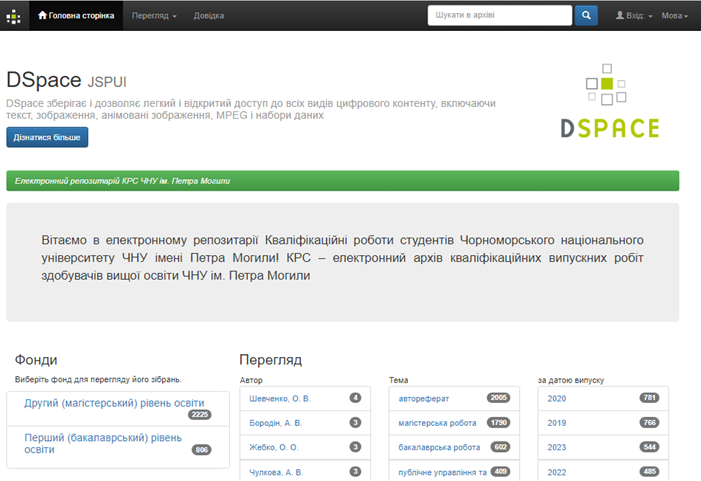 Головна сторінка Перегляд Довідка Шукати в архіві Вхід: Мова
DSpace JSPUI
DSpace зберігає і дозволяє легкий і відкритий доступ до всіх видів цифрового контенту, включаючи
текст, зображення, анімовані зображення, MPEG і набори даних
Дізнатися більше
DSPACE
Електронний репозитарій КРС ЧНУ ім. Петра Могили
Вітаємо в електронному репозитарії Кваліфікаційні роботи студентів Чорноморського національного
університету ЧНУ імені Петра Могили! КРС – електронний архів кваліфікаційних випускних робіт
здобувачів вищої освіти ЧНУ ім. Петра Могили
Фонди
Виберіть фонд для перегляду його зібрань.
Другий (магістерський) рівень освіти
2225
Перший (бакалаврський) рівень
освіти 806
Перегляд
Автор
Шевченко, О. В. 4
Бородін, А. В. 3
Жебко, О. О. 3
Чулкова, А. В. 3
Тема
автореферат 2005
магістерська робота 1790
бакалаврська робота 602
публічне управління та 409
за датою випуску
2020 781
2019 766
2023 544
2022 485